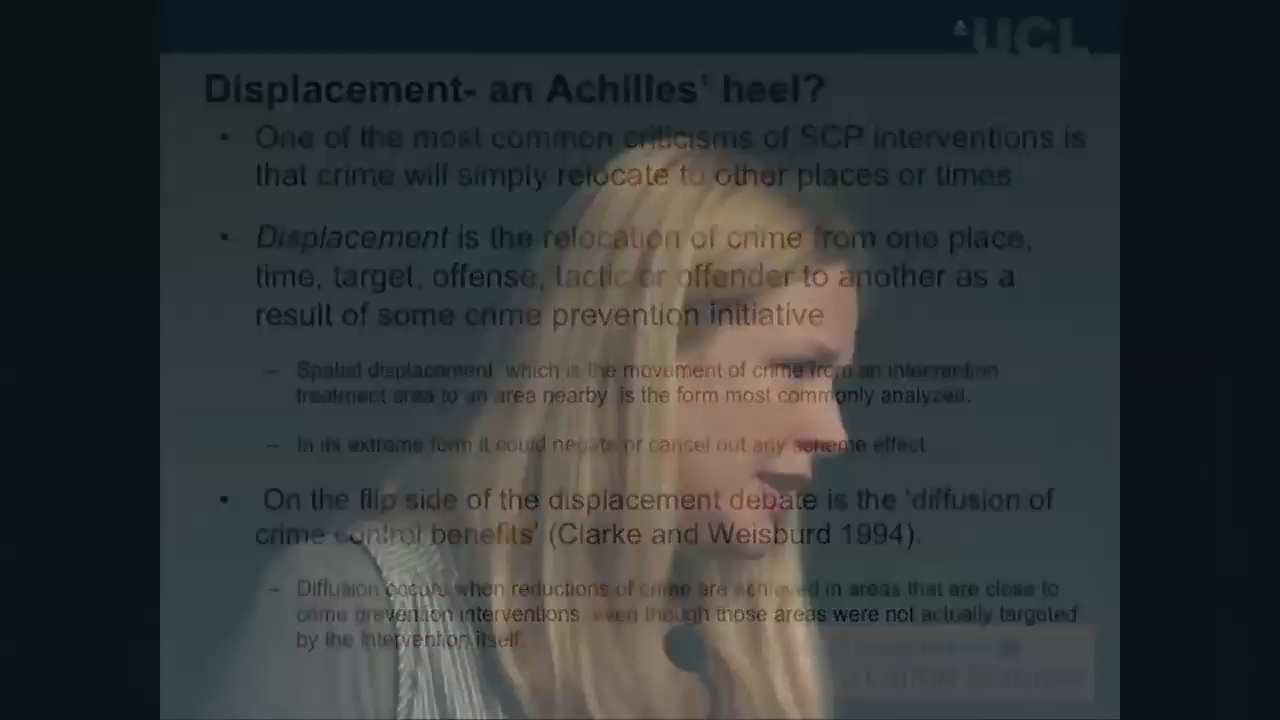 UCL
Displacement- an Achilles' heel?
• One of the most common criticisms of SCP interventions is
that crime will simply relocate to other places or times
• Displacement is the relocation of crime from one place,
time, target, offense, tactic or offender to another as a
result of some crime prevention initiative
– Spatial displacement, which is the movement of crime from an intervention
treatment area to an area nearby, is the form most commonly analyzed.
– In its extreme form it could negate or cancel out any scheme effect
• On the flip side of the displacement debate is the 'diffusion of
crime control benefits' (Clarke and Weisburd 1994).
– Diffusion occurs when reductions of crime are achieved in areas that are close to
crime prevention interventions, even though those areas were not actually targeted
by the intervention itself.